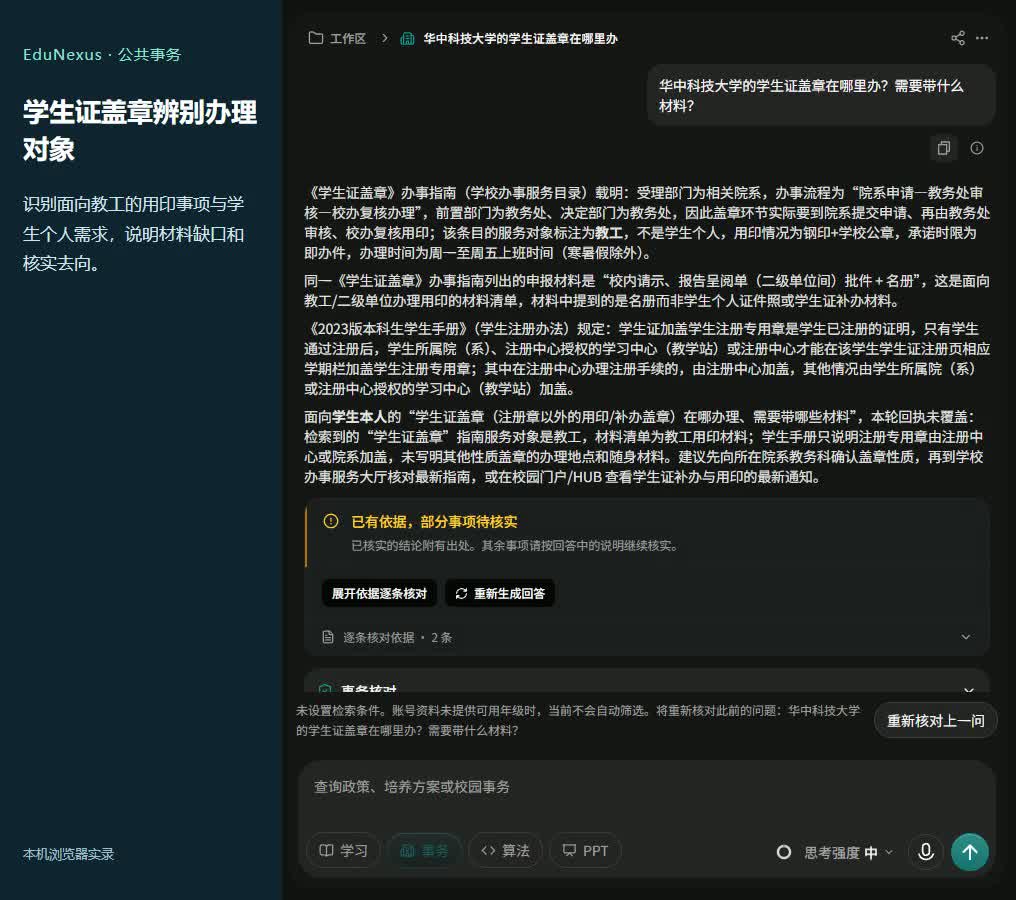 EduNexus · 公共事务
学生证盖章辨别办理
对象
识别面向教工的用印事项与学
生个人需求，说明材料缺口和
核实去向。
本机浏览器实录
工作区
华中科技大学的学生证盖章在哪里办
华中科技大学的学生证盖章在哪里办？需要带什么
材料？
《学生证盖章》办事指南（学校办事服务目录）载明：受理部门为相关院系，办事流程为“院系申请—教务处审
核—校办复核办理”，前置部门为教务处、决定部门为教务处，因此盖章环节实际要到院系提交申请、再由教务处
审核、校办复核用印；该条目的服务对象标注为教工，不是学生个人，用印情况为钢印+学校公章，承诺时限为
即办件，办理时间为周一至周五上班时间（寒暑假除外）。
同一《学生证盖章》办事指南列出的申报材料是“校内请示、报告呈阅单（二级单位间）批件 + 名册”，这是面向
教工/二级单位办理用印的材料清单，材料中提到的是名册而非学生个人证件照或学生证补办材料。
《2023版本科生学生手册》（学生注册办法）规定：学生证加盖学生注册专用章是学生已注册的证明，只有学生
通过注册后，学生所属院（系）、注册中心授权的学习中心（教学站）或注册中心才能在该学生学生证注册页相应
学期栏加盖学生注册专用章；其中在注册中心办理注册手续的，由注册中心加盖，其他情况由学生所属院（系）
或注册中心授权的学习中心（教学站）加盖。
面向学生本人的“学生证盖章（注册章以外的用印/补办盖章）在哪办理、需要带哪些材料”，本轮回执未覆盖：
检索到的“学生证盖章”指南服务对象是教工，材料清单为教工用印材料；学生手册只说明注册专用章由注册中
心或院系加盖，未写明其他性质盖章的办理地点和随身材料。建议先向所在院系教务科确认盖章性质，再到学校
办事服务大厅核对最新指南，或在校园门户/HUB 查看学生证补办与用印的最新通知。
已有依据，部分事项待核实
已核实的结论附有出处。其余事项请按回答中的说明继续核实。
展开依据逐条核对
重新生成回答
逐条核对依据 · 2 条
事务核对
未设置检索条件。账号资料未提供可用年级时，当前不会自动筛选。将重新核对此前的问题：华中科技大学
的学生证盖章在哪里办？需要带什么材料？
重新核对上一问
查询政策、培养方案或校园事务
学习
事务
算法
PPT
思考强度 中